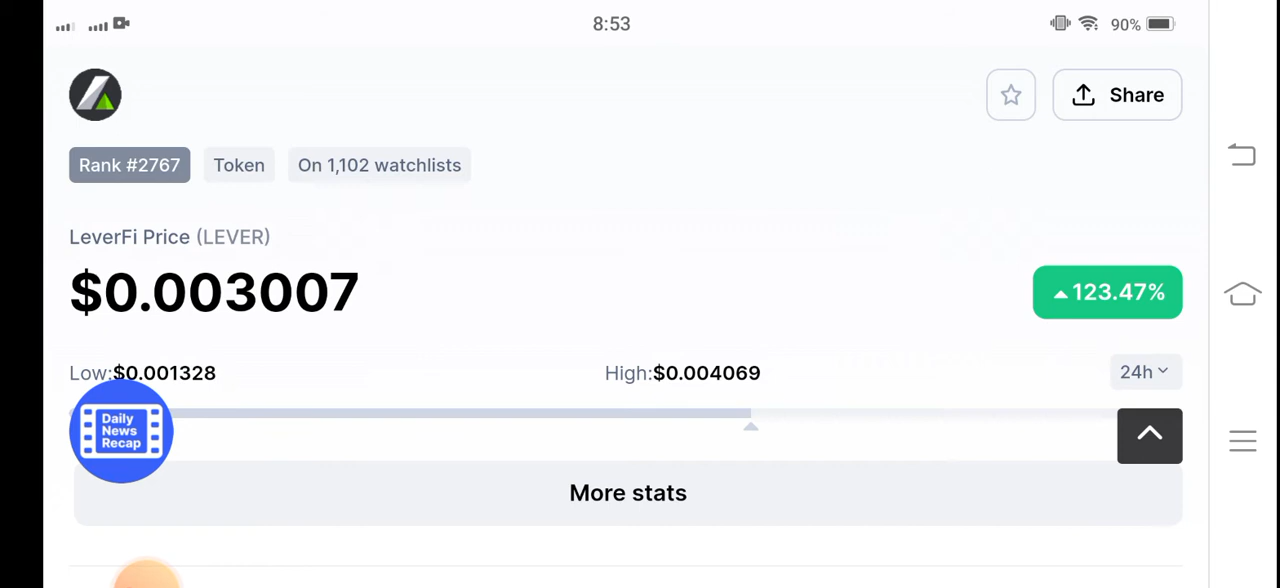 8:53
90%
Share
Rank #2767 Token On 1,102 watchlists
LeverFi Price (LEVER)
$0.003007
123.47%
Low:$0.001328 High:$0.004069 24h
Daily
News
Recap
More stats